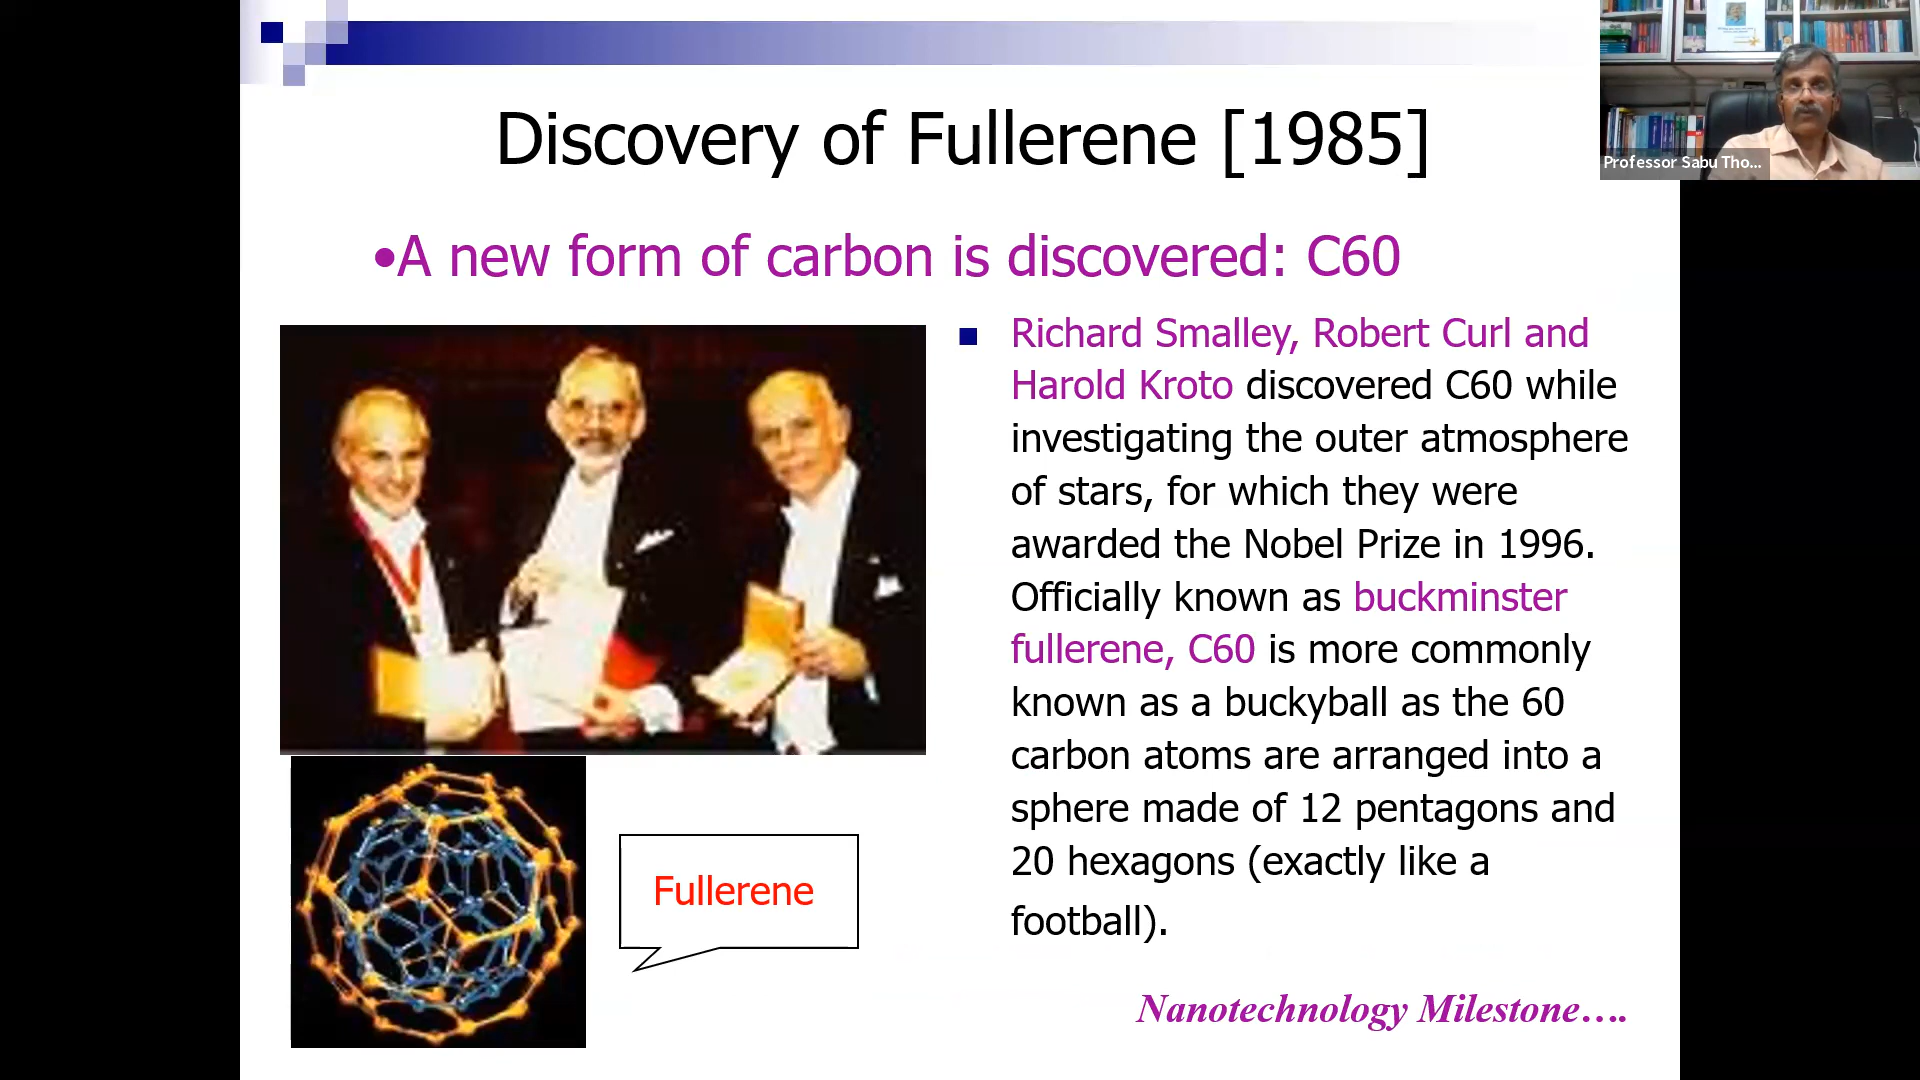 Discovery of Fullerene [1985]
•A new form of carbon is discovered: C60
Richard Smalley, Robert Curl and
Harold Kroto discovered C60 while
investigating the outer atmosphere
of stars, for which they were
awarded the Nobel Prize in 1996.
Officially known as buckminster
fullerene, C60 is more commonly
known as a buckyball as the 60
carbon atoms are arranged into a
sphere made of 12 pentagons and
20 hexagons (exactly like a
football).
Fullerene
Nanotechnology Milestone….
Professor Sabu Tho...